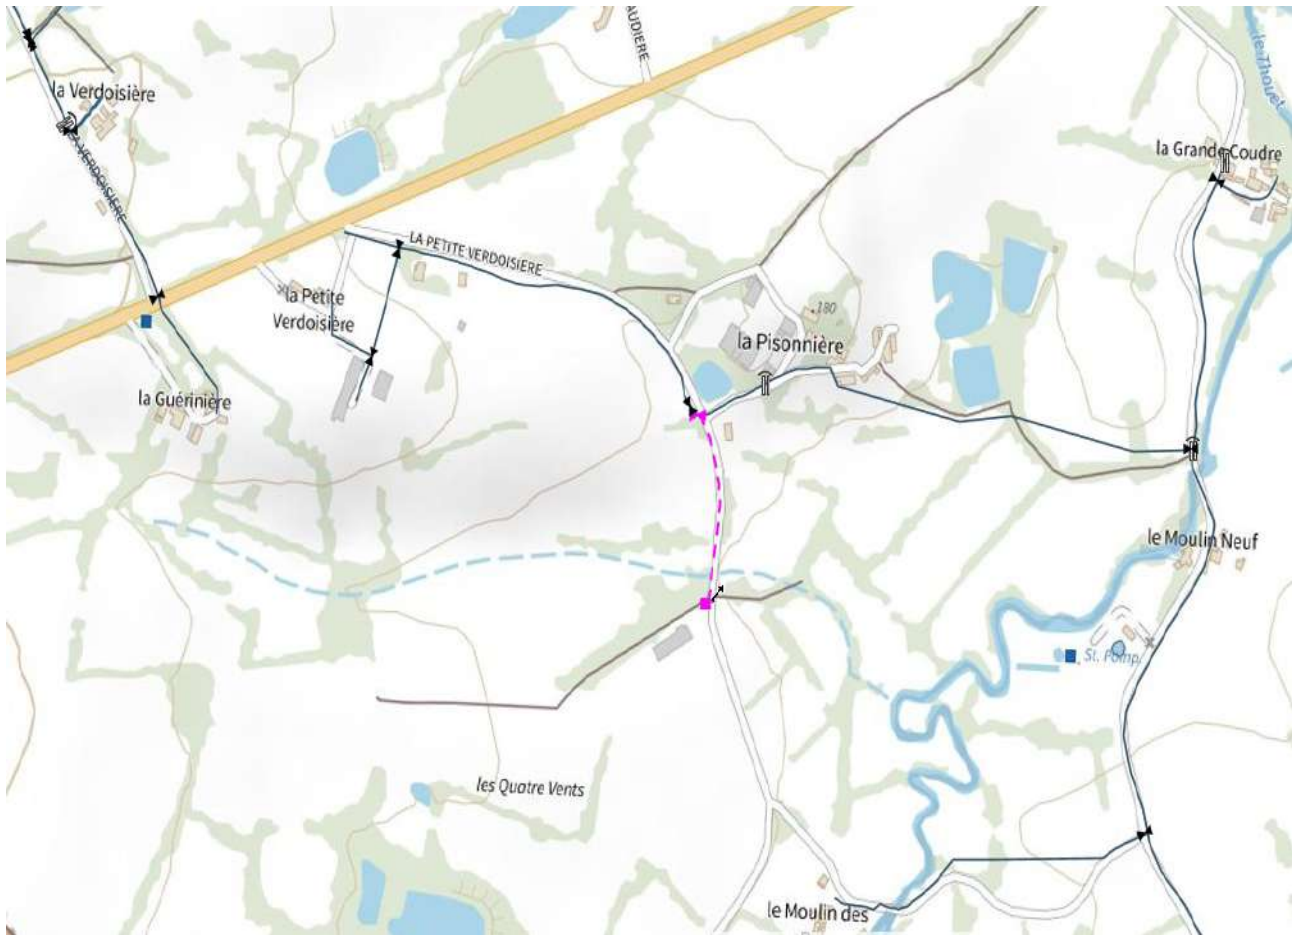 AUDIERE
le Thouet
la Verdoisière
la Grande Coudre
LA VERDOISIERE
LA PETITE VERDOISIERE
la Petite
Verdoisière
180
la Pisonnière
la Guérinière
le Moulin Neuf
St. Pomp.
les Quatre Vents
le Moulin des